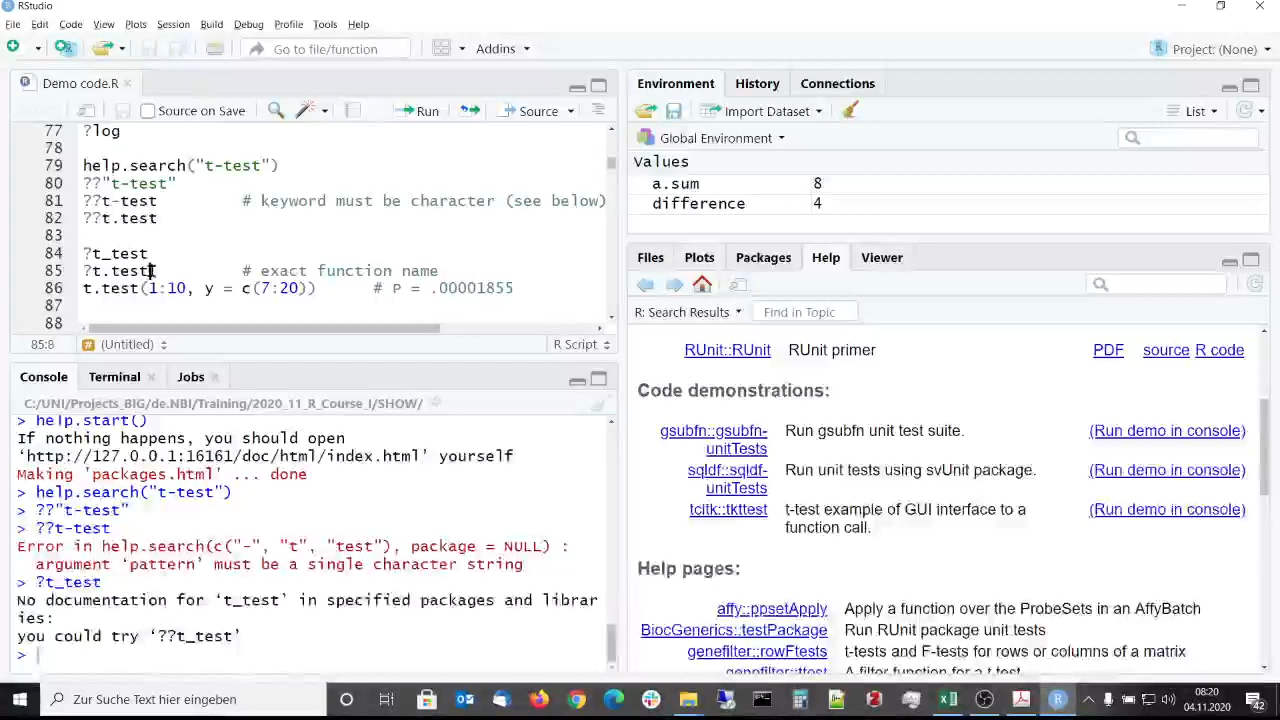 RStudio
File Edit Code View Plots Session Build Debug Profile Tools Help
Go to file/function Addins Project: (None)
Demo code.R
Source on Save Run Source
77 ?log
78
79 help.search("t-test")
80 ??"t-test"
81 ??t-test # keyword must be character (see below)
82 ??t.test
83
84 ?t_test
85 ?t.test # exact function name
86 t.test(1:10, y = c(7:20)) # P = .00001855
87
88
85:8 (Untitled) R Script
Console Terminal Jobs
C:/UNI/Projects_BIG/de.NBI/Training/2020_11_R_Course_I/SHOW/
> help.start()
If nothing happens, you should open
‘http://127.0.0.1:16161/doc/html/index.html’ yourself
Making 'packages.html' ... done
> help.search("t-test")
> ??"t-test"
> ??t-test
Error in help.search(c("-", "t", "test"), package = NULL) :
argument ‘pattern’ must be a single character string
> ?t_test
No documentation for ‘t_test’ in specified packages and librar
ies:
you could try ‘??t_test’
>
Environment History Connections
Import Dataset List
Global Environment
Values
a.sum 8
difference 4
Files Plots Packages Help Viewer
R: Search Results Find in Topic
RUnit::RUnit RUnit primer PDF source R code
Code demonstrations:
gsubfn::gsubfn- Run gsubfn unit test suite. (Run demo in console)
unitTests
sqldf::sqldf- Run unit tests using svUnit package. (Run demo in console)
unitTests
tcltk::tkttest t-test example of GUI interface to a (Run demo in console)
function call.
Help pages:
affy::ppsetApply Apply a function over the ProbeSets in an AffyBatch
BiocGenerics::testPackage Run RUnit package unit tests
genefilter::rowFtests t-tests and F-tests for rows or columns of a matrix
genefilter::ttest A filter function for a t.test
Zur Suche Text hier eingeben
08:20
04.11.2020
42